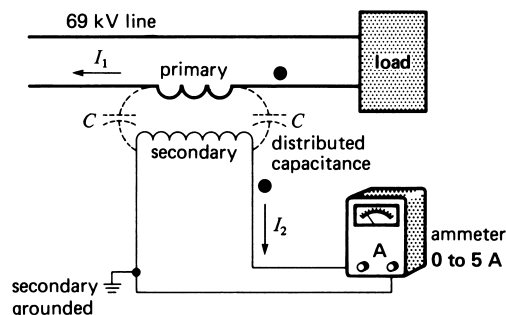 69 kV line
load
I₁
primary
C
C
secondary
distributed
capacitance
I₂
A
ammeter
0 to 5 A
secondary
grounded